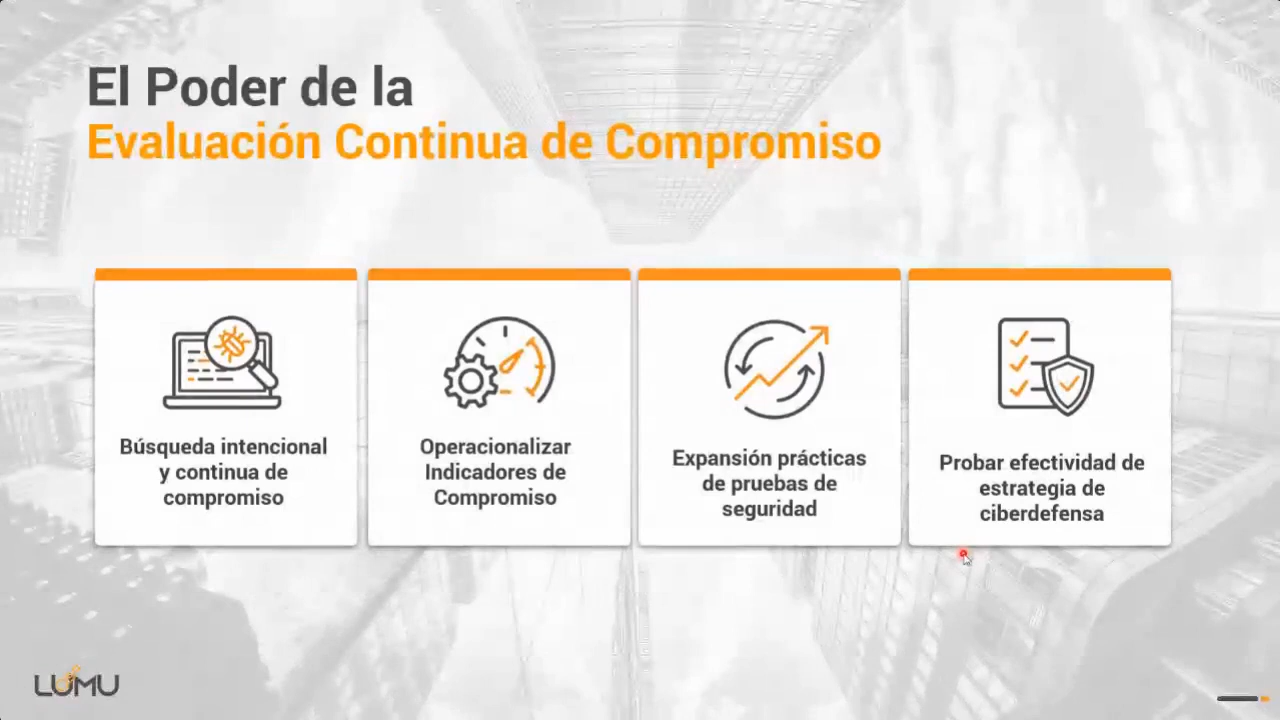 El Poder de la
Evaluación Continua de Compromiso
Búsqueda intencional
y continua de
compromiso
Operacionalizar
Indicadores de
Compromiso
Expansión prácticas
de pruebas de
seguridad
Probar efectividad de
estrategia de
ciberdefensa
LUMU